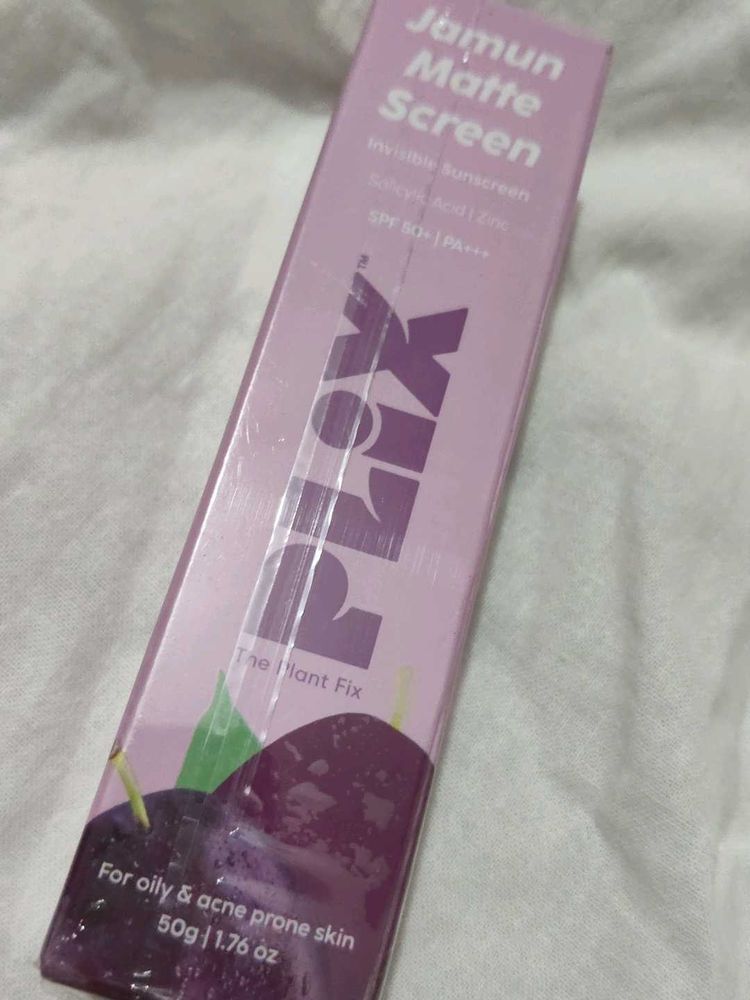 Jamun
Matte
Screen
Invisible Sunscreen
Salicylic Acid | Zinc
SPF 50+ | PA+++
PLiX™
The Plant Fix
For oily & acne prone skin
50g | 1.76 oz